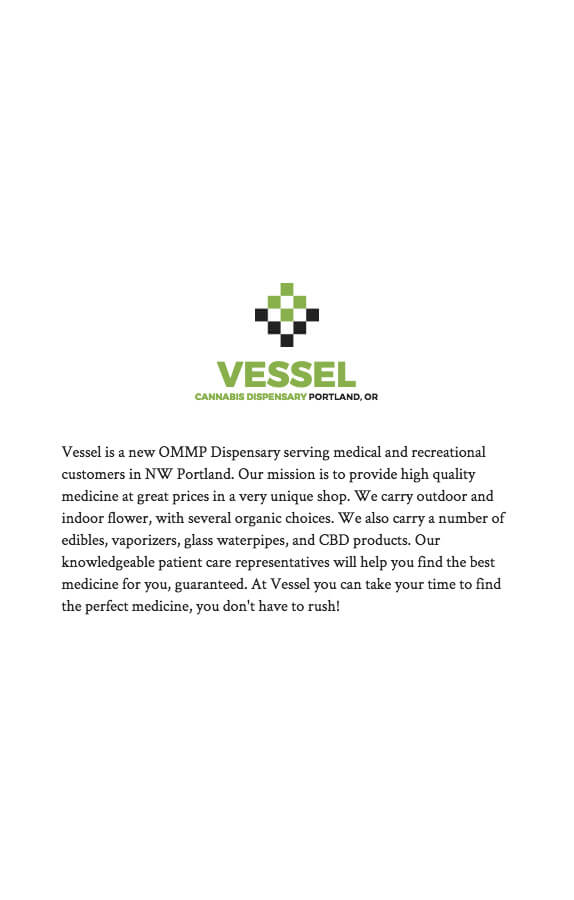 VESSEL
CANNABIS DISPENSARY PORTLAND, OR
Vessel is a new OMMP Dispensary serving medical and recreational
customers in NW Portland. Our mission is to provide high quality
medicine at great prices in a very unique shop. We carry outdoor and
indoor flower, with several organic choices. We also carry a number of
edibles, vaporizers, glass waterpipes, and CBD products. Our
knowledgeable patient care representatives will help you find the best
medicine for you, guaranteed. At Vessel you can take your time to find
the perfect medicine, you don't have to rush!